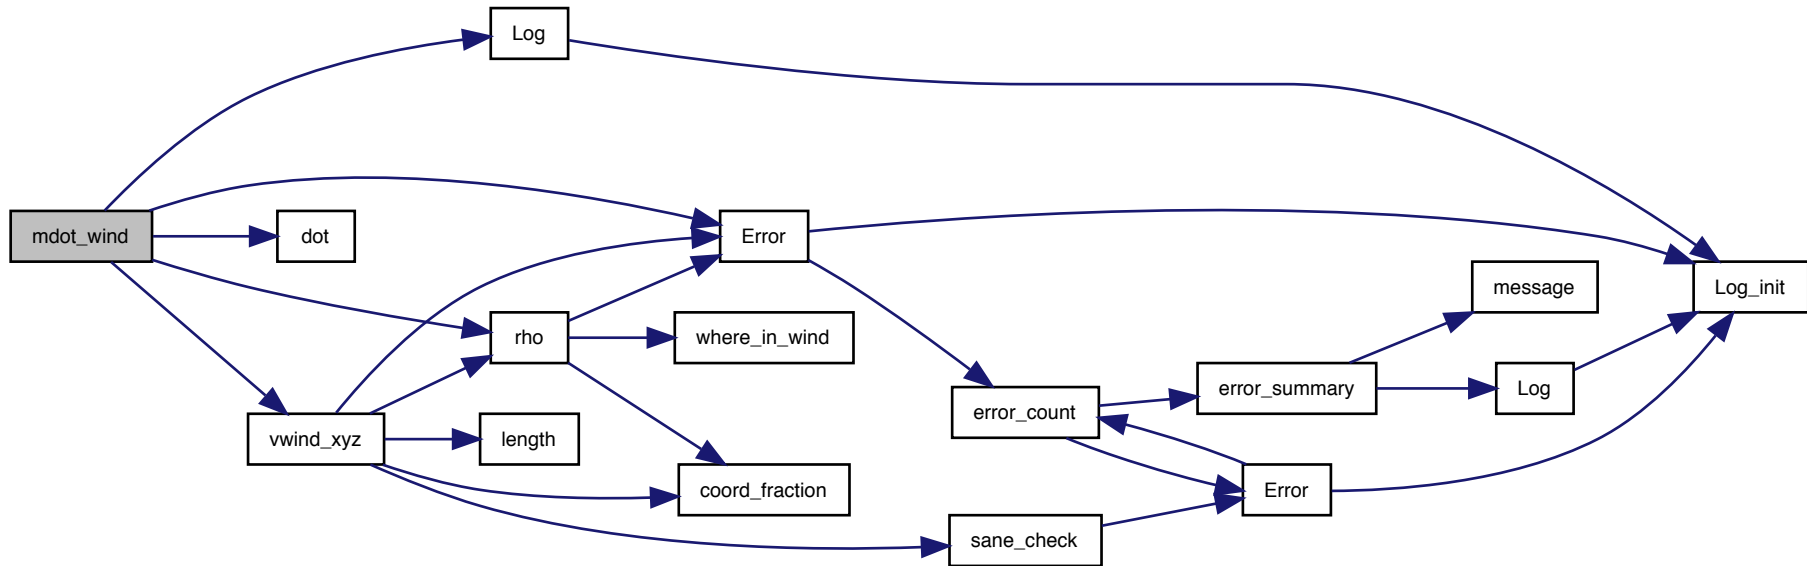 Log
mdot_wind
dot
Error
Log_init
message
rho
where_in_wind
error_summary
Log
error_count
vwind_xyz
length
coord_fraction
Error
sane_check